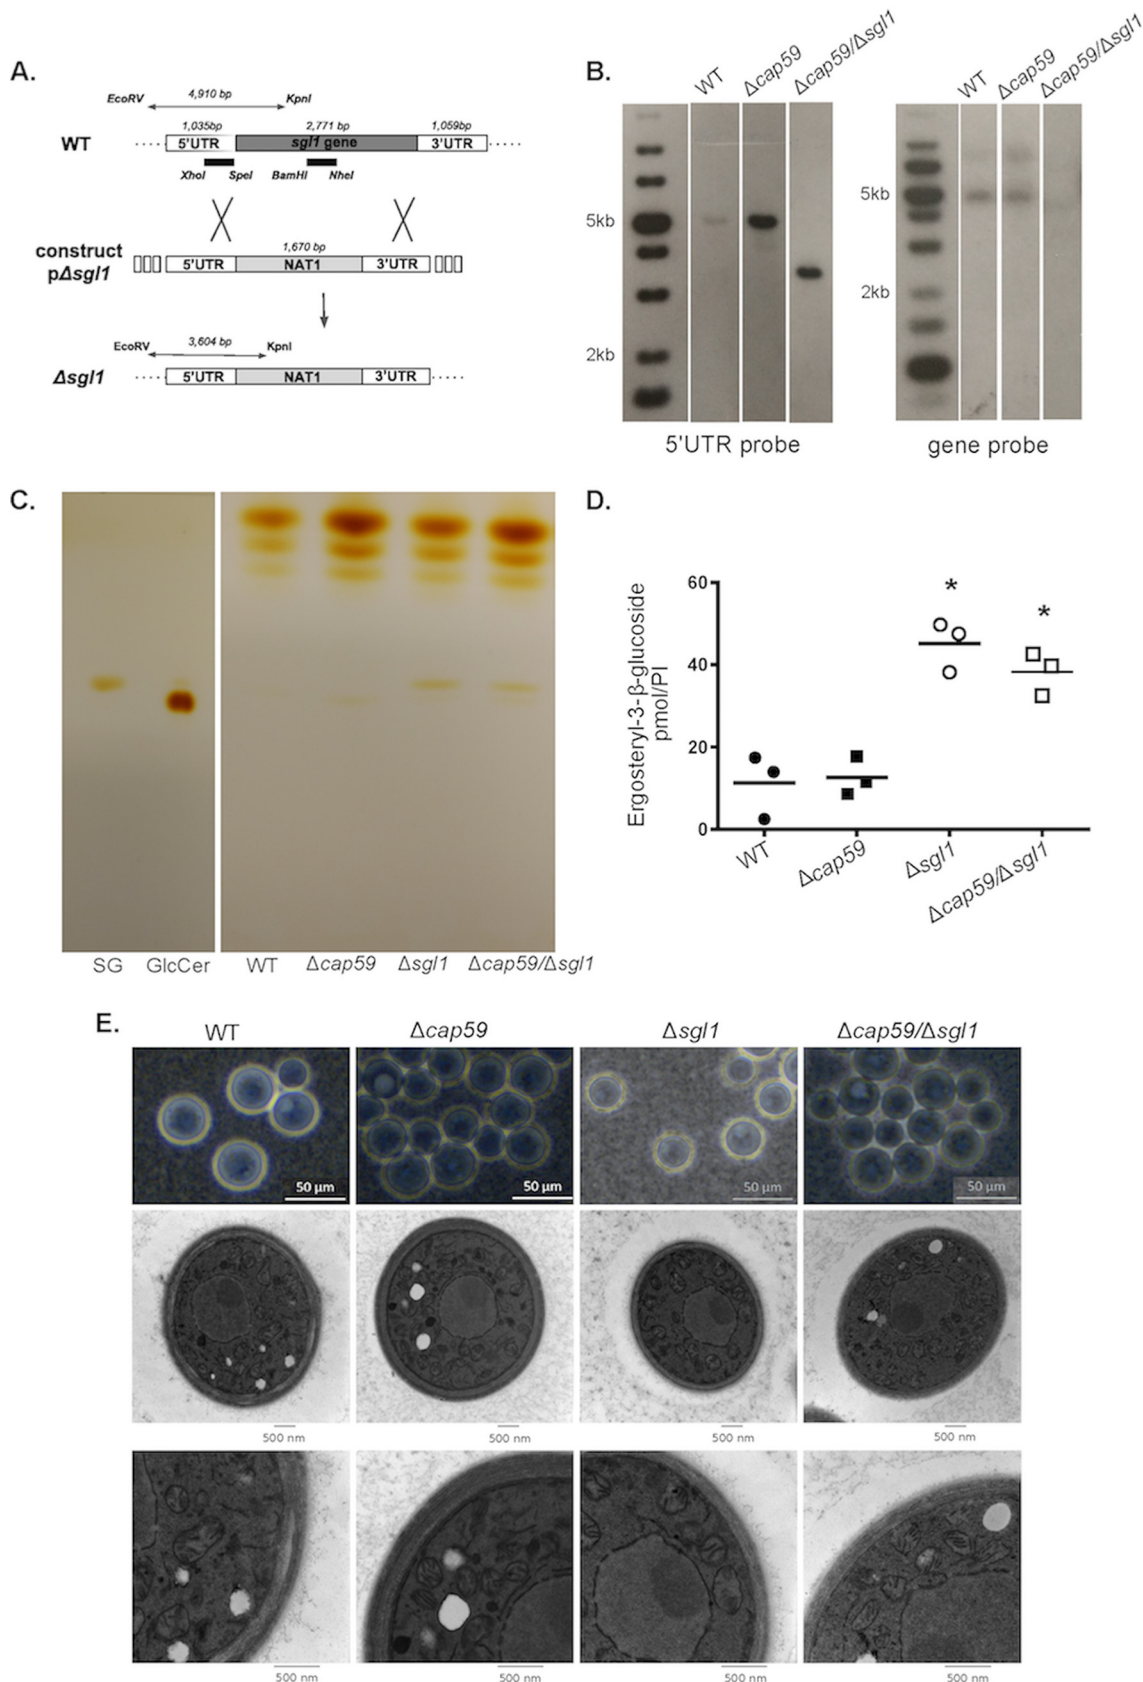 A.
EcoRV 4,910 bp KpnI
1,035bp 2,771 bp 1,059bp
WT 5'UTR sgl1 gene 3'UTR
XhoI SpeI BamHI NheI
1,670 bp
construct
pΔsgl1
5'UTR NAT1 3'UTR
EcoRV 3,604 bp KpnI
Δsgl1 5'UTR NAT1 3'UTR
B.
WT Δcap59 Δcap59/Δsgl1
5kb
2kb
5'UTR probe
WT Δcap59 Δcap59/Δsgl1
5kb
2kb
gene probe
C.
SG GlcCer WT Δcap59 Δsgl1 Δcap59/Δsgl1
D.
Ergosteryl-3-β-glucoside
pmol/PI
60
40
20
0
* *
WT Δcap59 Δsgl1 Δcap59/Δsgl1
E.
WT Δcap59 Δsgl1 Δcap59/Δsgl1
50 µm 50 µm 50 µm 50 µm
500 nm 500 nm 500 nm 500 nm
500 nm 500 nm 500 nm 500 nm